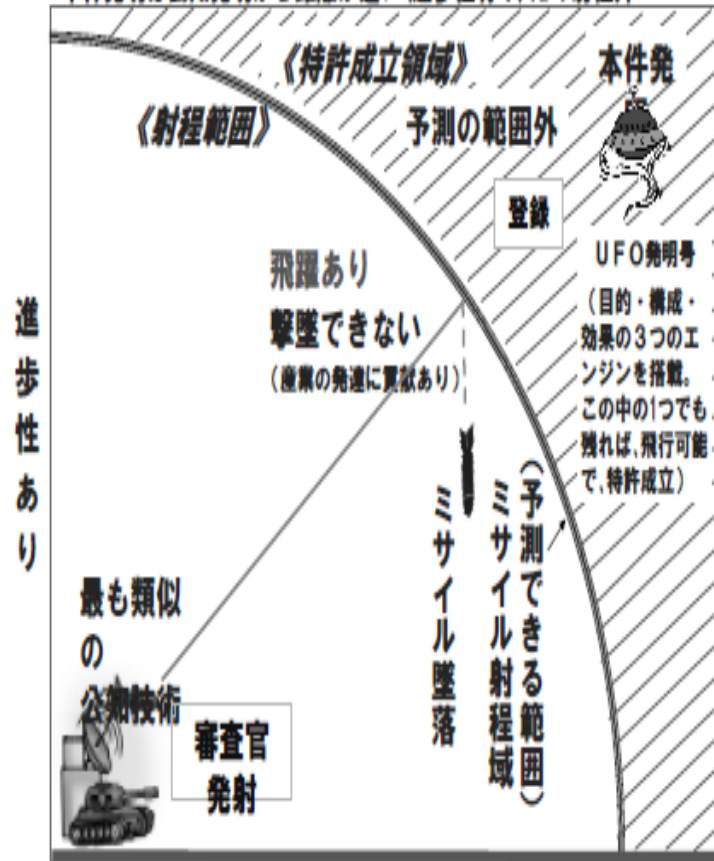 《特許成立領域》
本件発
《射程範囲》
予測の範囲外
登録
UFO発明号
(目的・構成・
効果の3つのエ
ンジンを搭載。
この中の1つでも
残れば、飛行可能
で、特許成立)
飛躍あり
撃墜できない
(産業の発達に貢献あり)
進歩性あり
(予測できる範囲)
ミサイル射程域
ミサイル墜落
最も類似
の
公知技術
審査官
発射